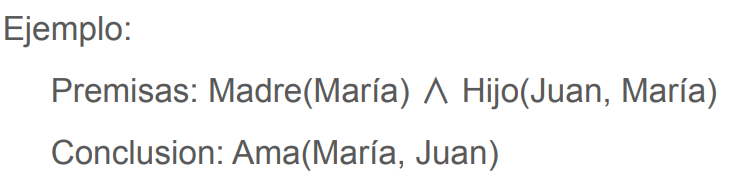 Ejemplo:
Premisas: Madre(María) ∧ Hijo(Juan, María)
Conclusion: Ama(María, Juan)